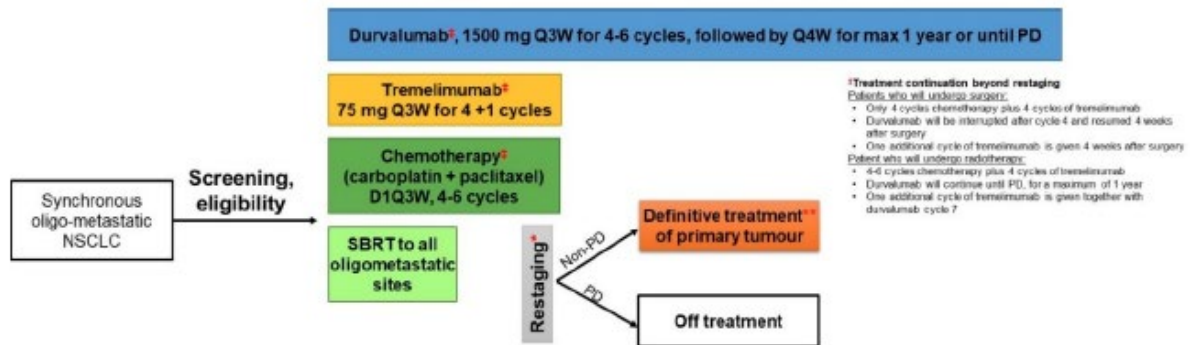 Durvalumab‡, 1500 mg Q3W for 4-6 cycles, followed by Q4W for max 1 year or until PD
Tremelimumab‡
75 mg Q3W for 4 +1 cycles
Chemotherapy‡
(carboplatin + paclitaxel)
D1Q3W, 4-6 cycles
Synchronous
oligo-metastatic
NSCLC
Screening,
eligibility
SBRT to all
oligometastatic
sites
Restaging*
Non-PD
PD
Definitive treatment**
of primary tumour
Off treatment
‡Treatment continuation beyond restaging
Patients who will undergo surgery:
• Only 4 cycles chemotherapy plus 4 cycles of tremelimumab
• Durvalumab will be interrupted after cycle 4 and resumed 4 weeks
after surgery
• One additional cycle of tremelimumab is given 4 weeks after surgery
Patient who will undergo radiotherapy:
• 4-6 cycles chemotherapy plus 4 cycles of tremelimumab
• Durvalumab will continue until PD, for a maximum of 1 year
• One additional cycle of tremelimumab is given together with
durvalumab cycle 7